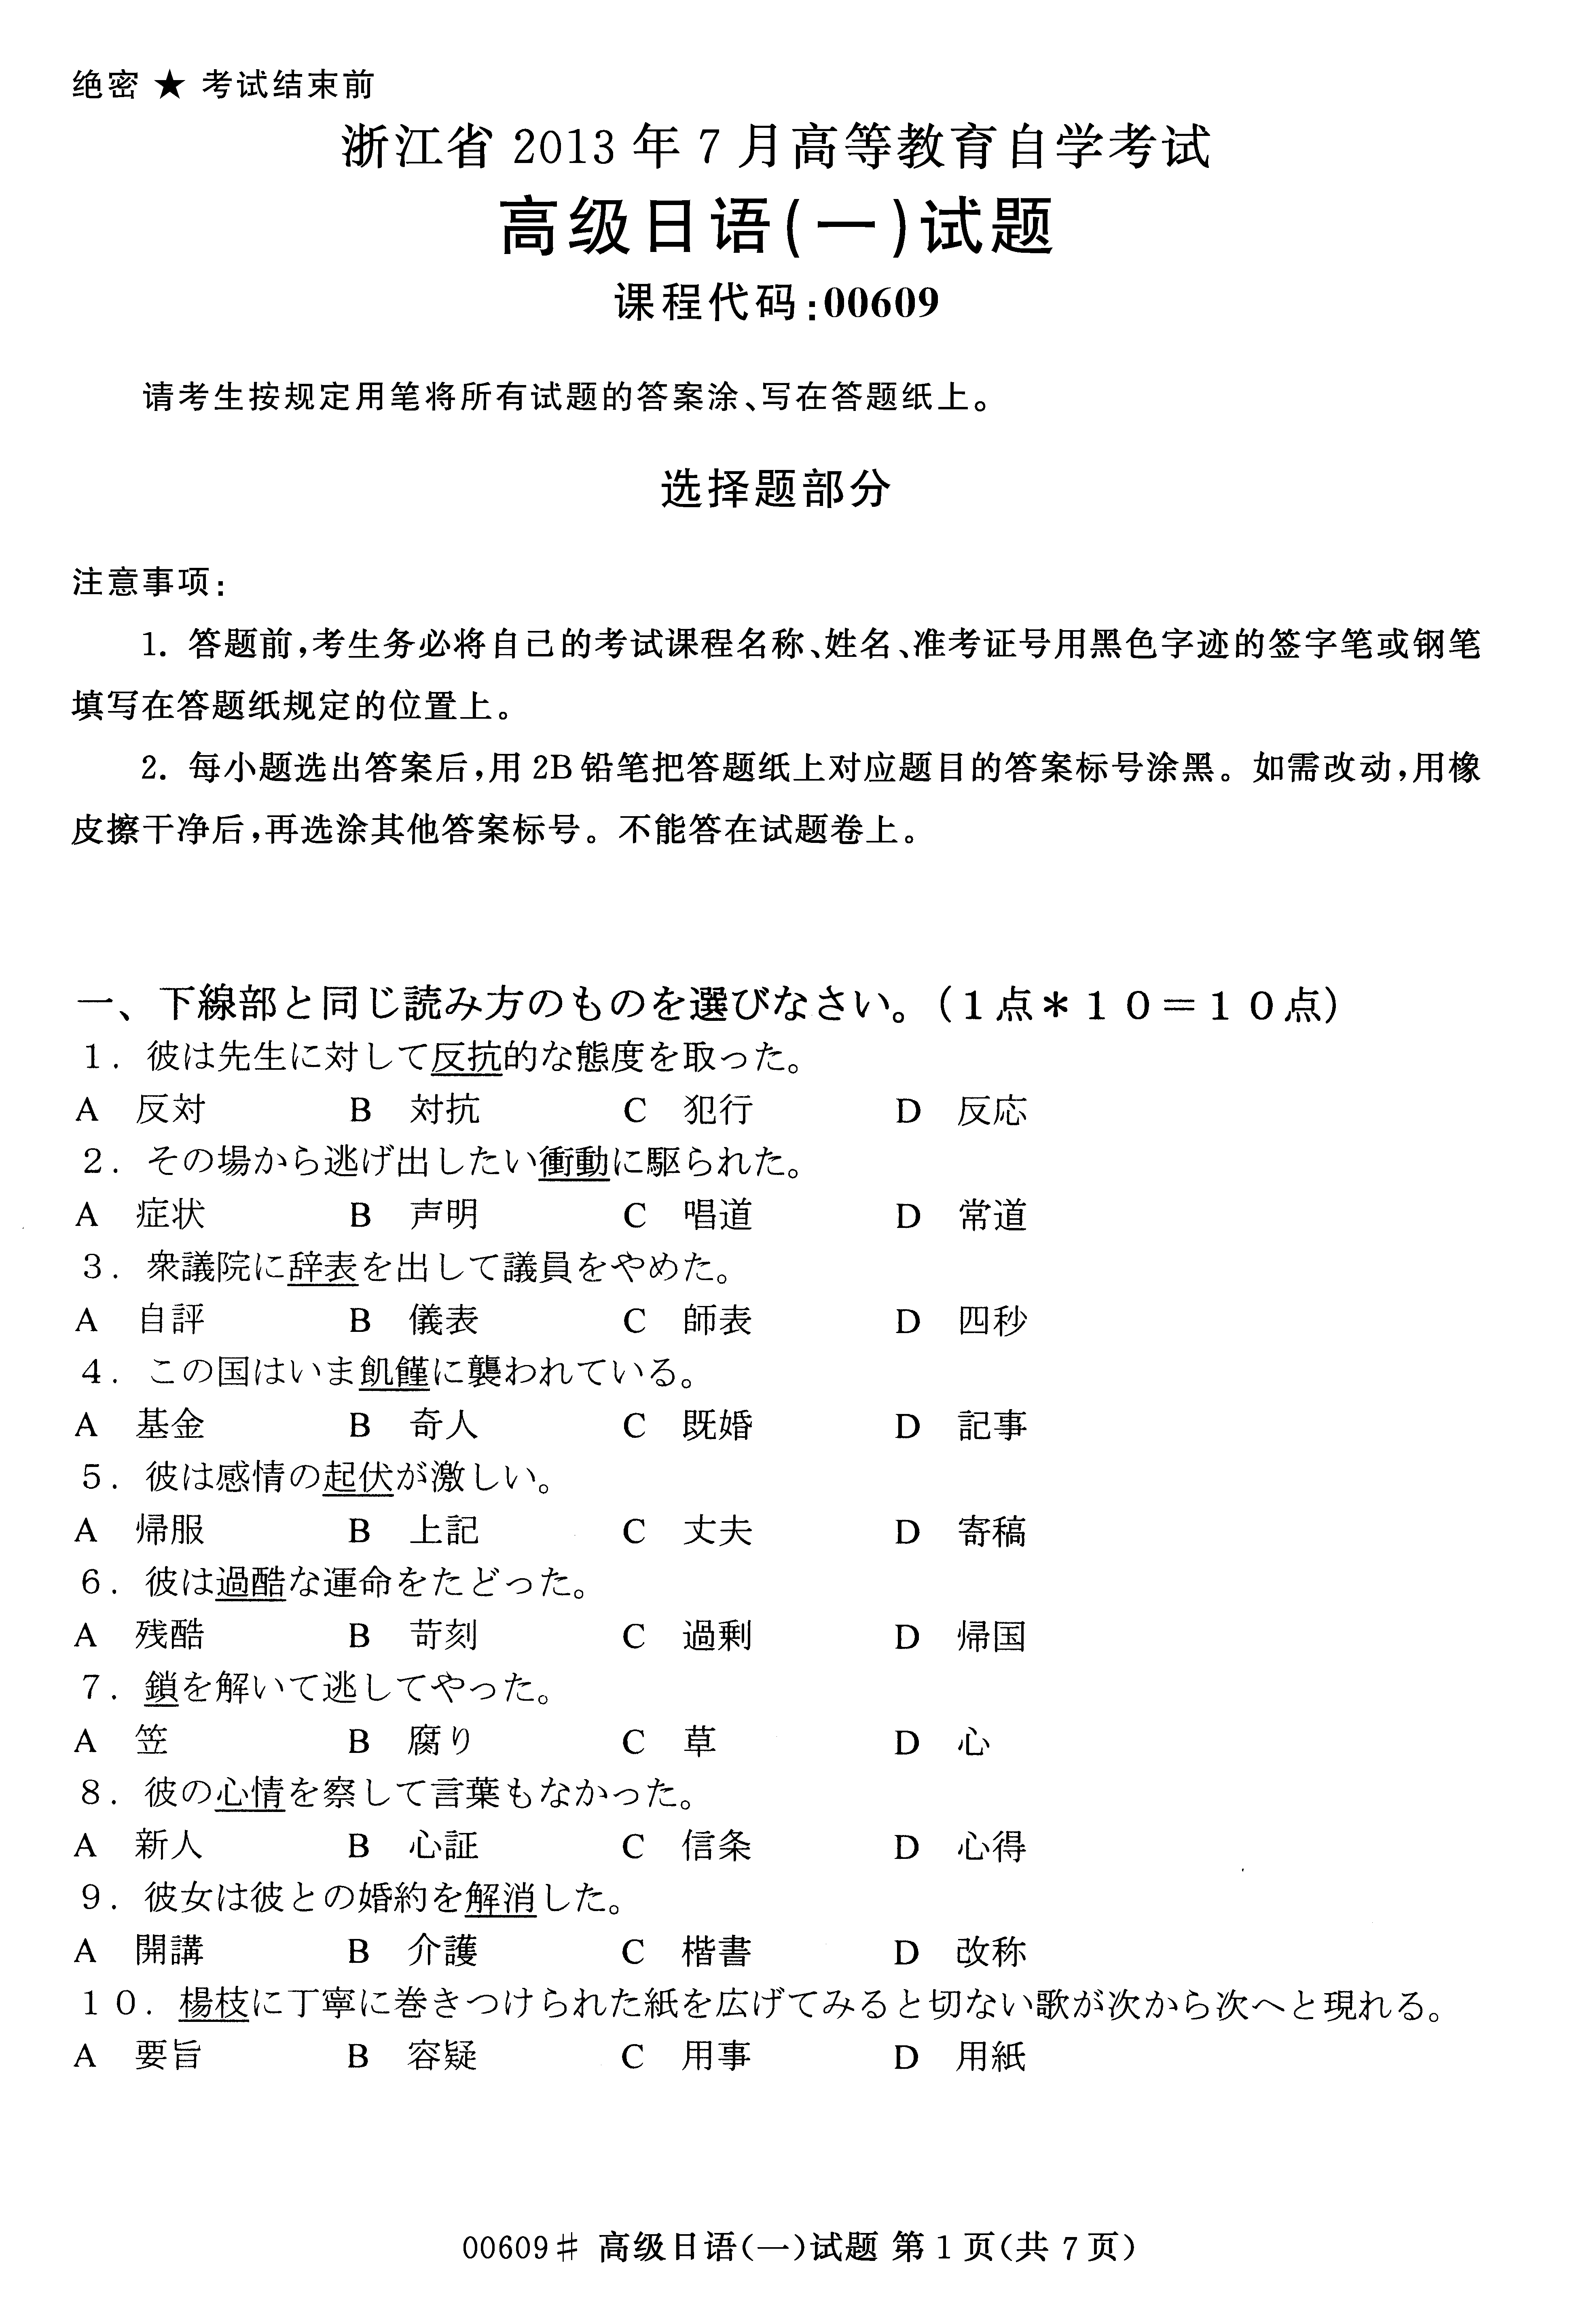 绝密 ★ 考试结束前
浙江省 2013 年 7 月高等教育自学考试
高级日语(一)试题
课程代码:00609
请考生按规定用笔将所有试题的答案涂、写在答题纸上。
选择题部分
注意事项:
1. 答题前,考生务必将自己的考试课程名称、姓名、准考证号用黑色字迹的签字笔或钢笔
填写在答题纸规定的位置上。
2. 每小题选出答案后,用 2B 铅笔把答题纸上对应题目的答案标号涂黑。如需改动,用橡
皮擦干净后,再选涂其他答案标号。不能答在试题卷上。
一、下線部と同じ読み方のものを選びなさい。(1点*10=10点)
1. 彼は先生に対して反抗的な態度を取った。
A 反対 B 対抗 C 犯行 D 反応
2. その場から逃げ出したい衝動に駆られた。
A 症状 B 声明 C 唱道 D 常道
3. 衆議院に辞表を出して議員をやめた。
A 自評 B 儀表 C 師表 D 四秒
4. この国はいま飢饉に襲われている。
A 基金 B 奇人 C 既婚 D 記事
5. 彼は感情の起伏が激しい。
A 帰服 B 上記 C 丈夫 D 寄稿
6. 彼は過酷な運命をたどった。
A 残酷 B 苛刻 C 過剰 D 帰国
7. 鎖を解いて逃してやった。
A 笠 B 腐り C 草 D 心
8. 彼の心情を察して言葉もなかった。
A 新人 B 心証 C 信条 D 心得
9. 彼女は彼との婚約を解消した。
A 開講 B 介護 C 楷書 D 改称
10. 楊枝に丁寧に巻きつけられた紙を広げてみると切ない歌が次から次へと現れる。
A 要旨 B 容疑 C 用事 D 用紙
00609# 高级日语(一)试题 第 1 页(共 7 页)